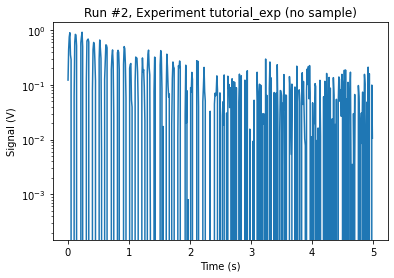 Run #2, Experiment tutorial_exp (no sample)
Signal (V)
10⁰
10⁻¹
10⁻²
10⁻³
0 1 2 3 4 5
Time (s)